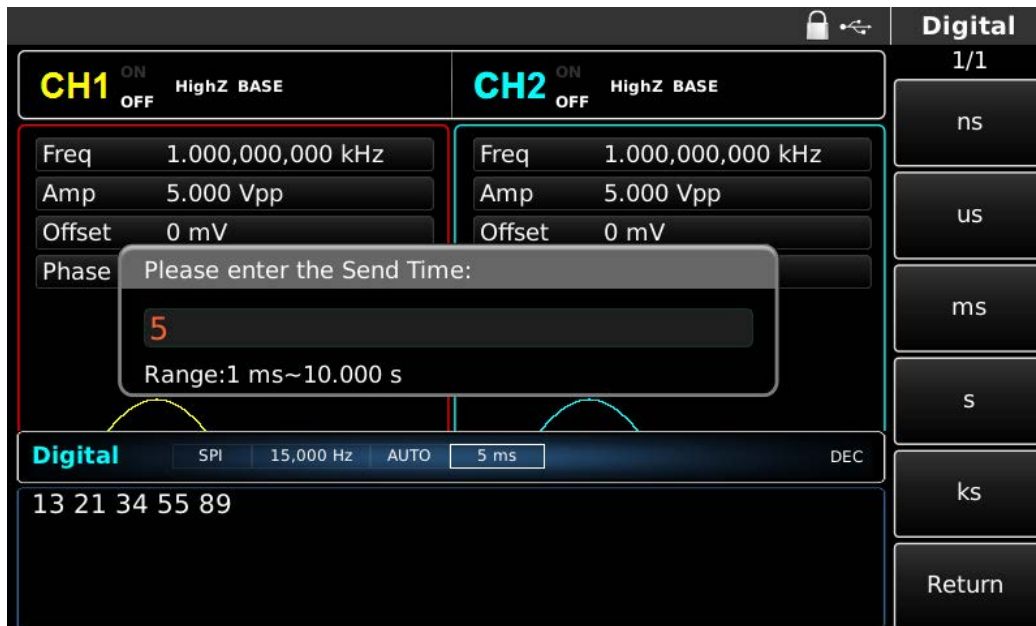 Digital
1/1
CH1 ON OFF HighZ BASE
CH2 ON OFF HighZ BASE
Freq 1.000,000,000 kHz
Amp 5.000 Vpp
Offset 0 mV
Phase
Freq 1.000,000,000 kHz
Amp 5.000 Vpp
Offset 0 mV
Please enter the Send Time:
5
Range:1 ms~10.000 s
Digital SPI 15,000 Hz AUTO 5 ms DEC
13 21 34 55 89
ns
us
ms
s
ks
Return